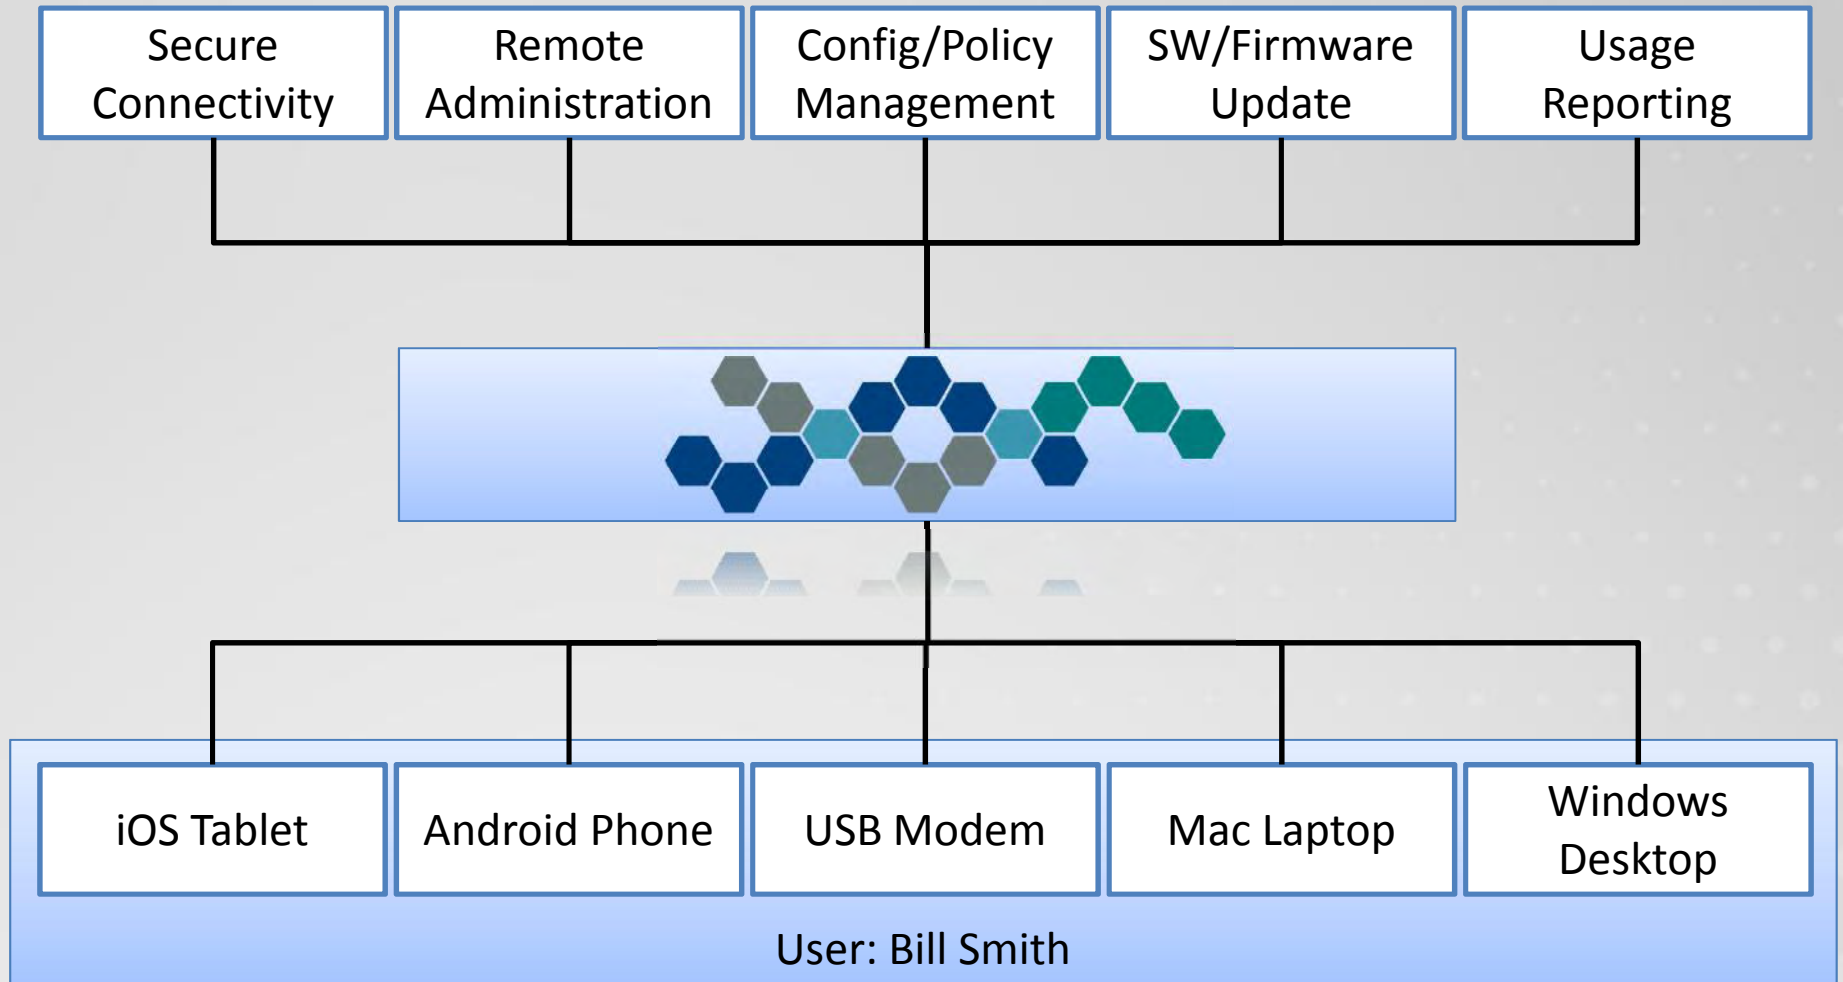 Secure
Connectivity
Remote
Administration
Config/Policy
Management
SW/Firmware
Update
Usage
Reporting
iOS Tablet
Android Phone
USB Modem
Mac Laptop
Windows
Desktop
User: Bill Smith